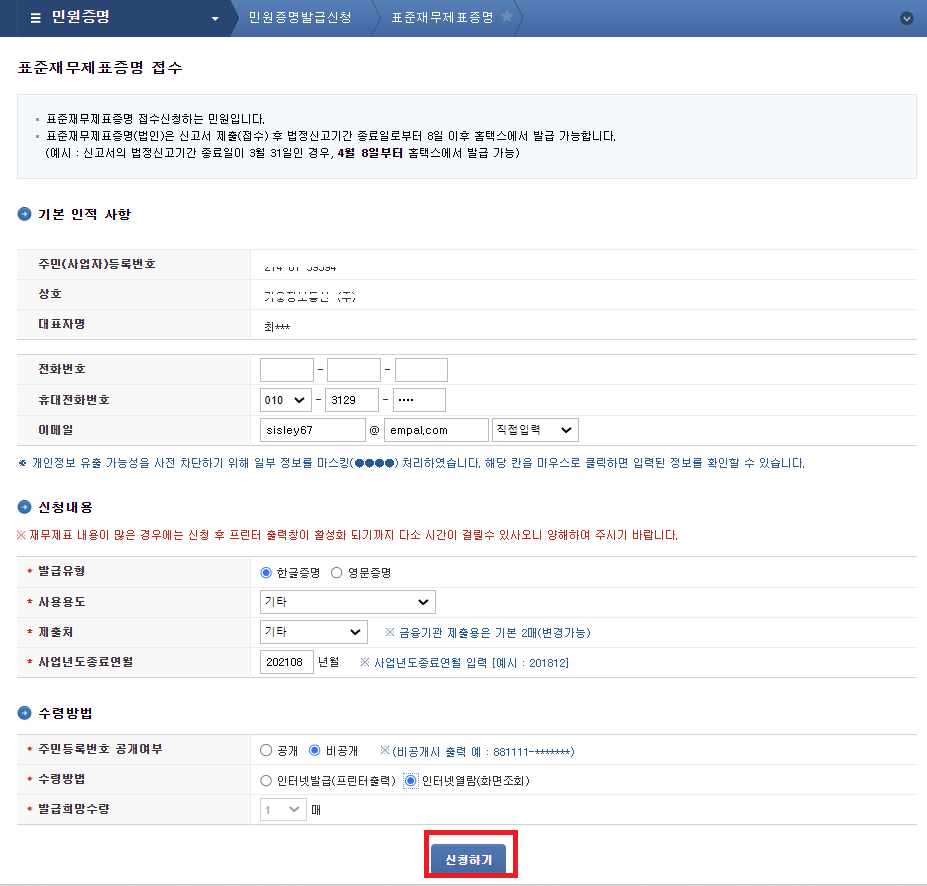 민원증명
민원증명발급신청
표준재무제표증명
표준재무제표증명 접수
표준재무제표증명 접수신청하는 민원입니다.
표준재무제표증명(법인)은 신고서 제출(접수) 후 법정신고기간 종료일로부터 8일 이후 홈택스에서 발급 가능합니다.
(예시 : 신고서의 법정신고기간 종료일이 3월 31일인 경우, 4월 8일부터 홈택스에서 발급 가능)
기본 인적 사항
주민(사업자)등록번호
상호
대표자명 최***
전화번호 - -
휴대전화번호 010 - 3129 - ••••
이메일 sisley67 @ empal.com 직접입력
※ 개인정보 유출 가능성을 사전 차단하기 위해 일부 정보를 마스킹(●●●●) 처리하였습니다. 해당 칸을 마우스로 클릭하면 입력된 정보를 확인할 수 있습니다.
신청내용
※ 재무제표 내용이 많은 경우에는 신청 후 프린터 출력창이 활성화 되기까지 다소 시간이 걸릴수 있사오니 양해하여 주시기 바랍니다.
* 발급유형 한글증명 영문증명
* 사용용도 기타
* 제출처 기타 ※ 금융기관 제출용은 기본 2매(변경가능)
* 사업년도종료연월 202108 년월 ※ 사업년도종료연월 입력 [예시 : 201812]
수령방법
* 주민등록번호 공개여부 공개 비공개 ※(비공개시 출력 예 : 881111-*******)
* 수령방법 인터넷발급(프린터출력) 인터넷열람(화면조회)
* 발급희망수량 1 매
신청하기